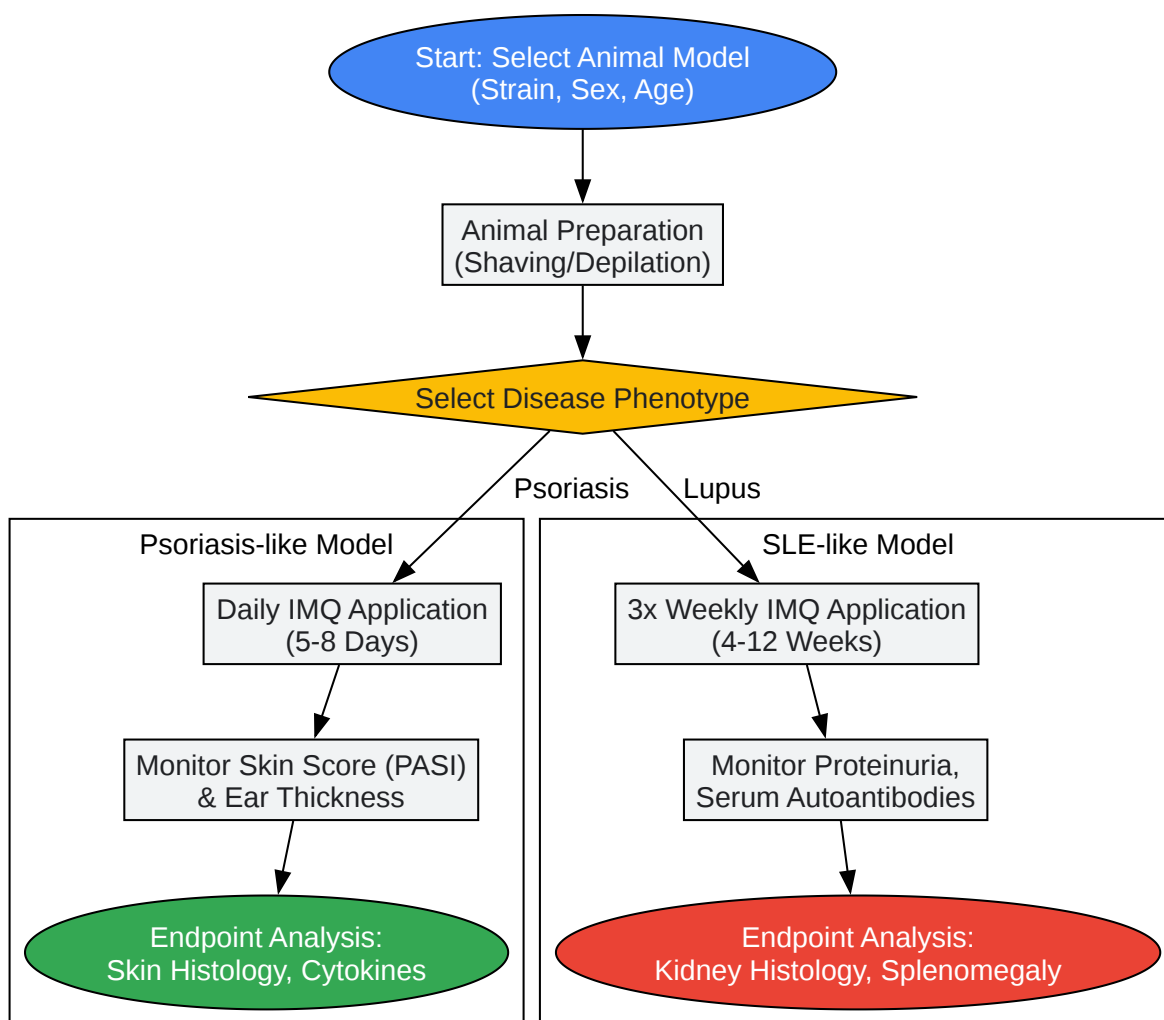 Start: Select Animal Model
(Strain, Sex, Age)
Animal Preparation
(Shaving/Depilation)
Select Disease Phenotype
Psoriasis
Lupus
Psoriasis-like Model
Daily IMQ Application
(5-8 Days)
Monitor Skin Score (PASI)
& Ear Thickness
Endpoint Analysis:
Skin Histology, Cytokines
SLE-like Model
3x Weekly IMQ Application
(4-12 Weeks)
Monitor Proteinuria,
Serum Autoantibodies
Endpoint Analysis:
Kidney Histology, Splenomegaly